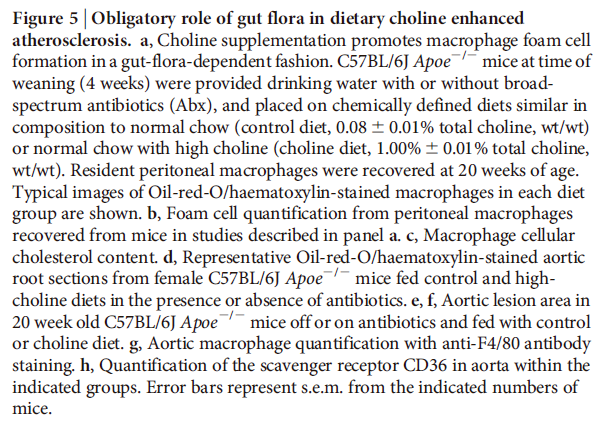 Figure 5 | Obligatory role of gut flora in dietary choline enhanced
atherosclerosis. a, Choline supplementation promotes macrophage foam cell
formation in a gut-flora-dependent fashion. C57BL/6J Apoe−/− mice at time of
weaning (4 weeks) were provided drinking water with or without broad-
spectrum antibiotics (Abx), and placed on chemically defined diets similar in
composition to normal chow (control diet, 0.08 ± 0.01% total choline, wt/wt)
or normal chow with high choline (choline diet, 1.00% ± 0.01% total choline,
wt/wt). Resident peritoneal macrophages were recovered at 20 weeks of age.
Typical images of Oil-red-O/haematoxylin-stained macrophages in each diet
group are shown. b, Foam cell quantification from peritoneal macrophages
recovered from mice in studies described in panel a. c, Macrophage cellular
cholesterol content. d, Representative Oil-red-O/haematoxylin-stained aortic
root sections from female C57BL/6J Apoe−/− mice fed control and high-
choline diets in the presence or absence of antibiotics. e, f, Aortic lesion area in
20 week old C57BL/6J Apoe−/− mice off or on antibiotics and fed with control
or choline diet. g, Aortic macrophage quantification with anti-F4/80 antibody
staining. h, Quantification of the scavenger receptor CD36 in aorta within the
indicated groups. Error bars represent s.e.m. from the indicated numbers of
mice.